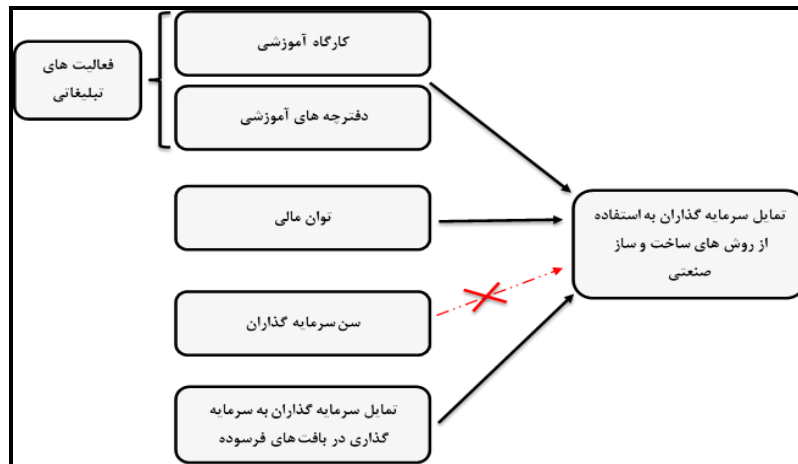 فعالیت های
تبلیغاتی
کارگاه آموزشی
دفترچه های آموزشی
توان مالی
سن سرمایه گذاران
تمایل سرمایه گذاران به سرمایه
گذاری در بافت های فرسوده
تمایل سرمایه گذاران به استفاده
از روش های ساخت و ساز
صنعتی